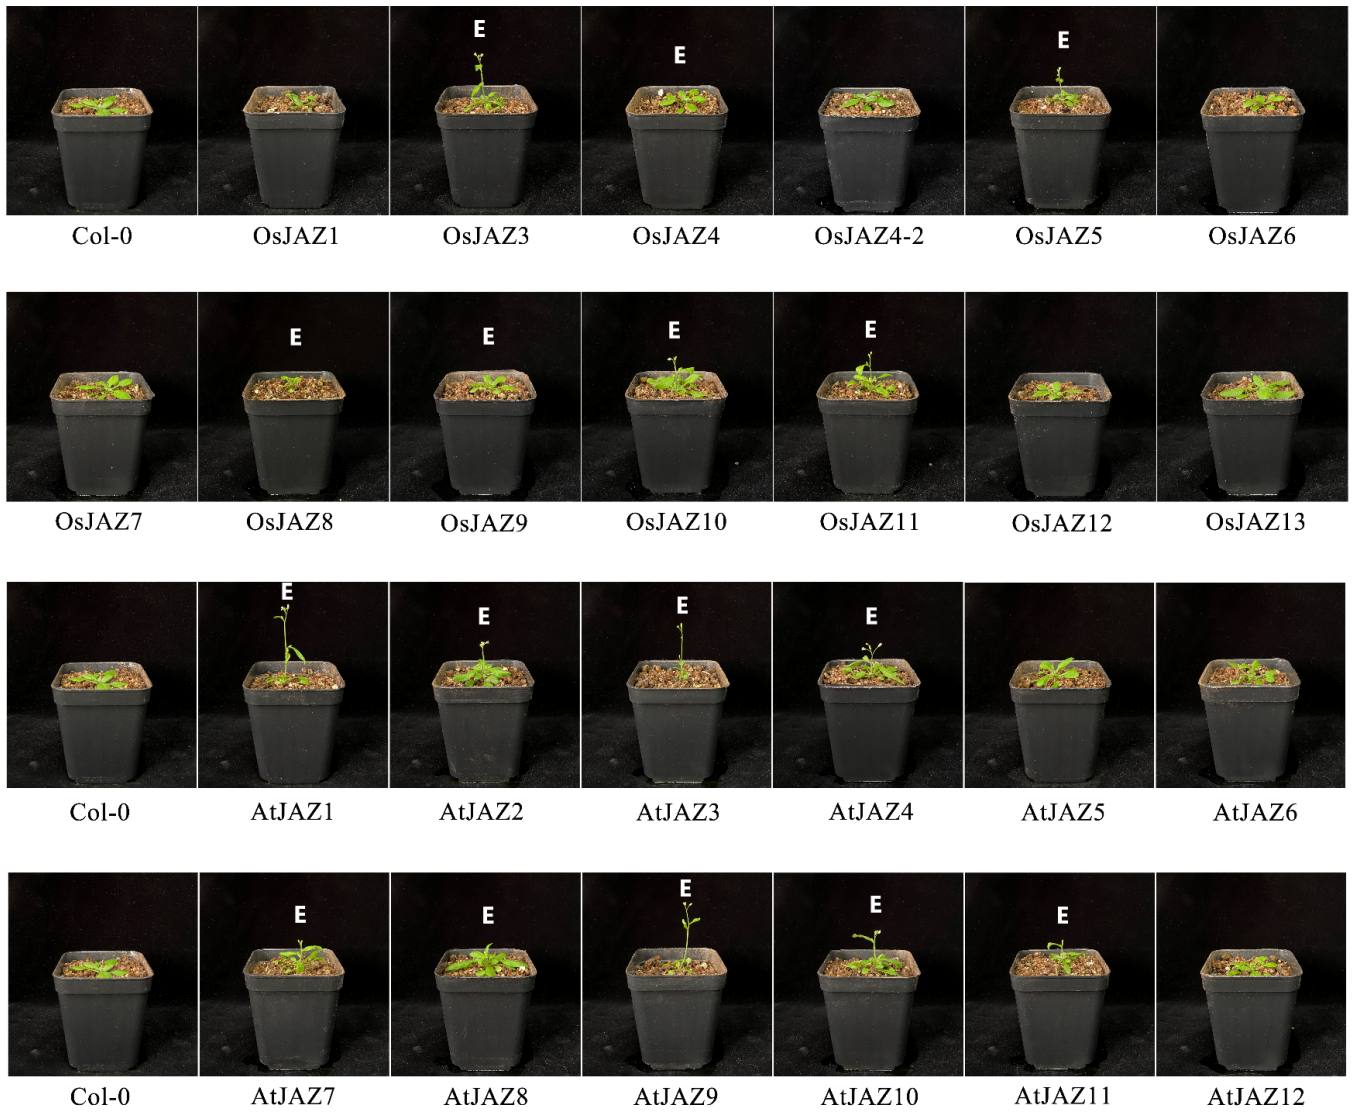 E E E
Col-0 OsJAZ1 OsJAZ3 OsJAZ4 OsJAZ4-2 OsJAZ5 OsJAZ6
E E E E
OsJAZ7 OsJAZ8 OsJAZ9 OsJAZ10 OsJAZ11 OsJAZ12 OsJAZ13
E E E E
Col-0 AtJAZ1 AtJAZ2 AtJAZ3 AtJAZ4 AtJAZ5 AtJAZ6
E E E E E
Col-0 AtJAZ7 AtJAZ8 AtJAZ9 AtJAZ10 AtJAZ11 AtJAZ12